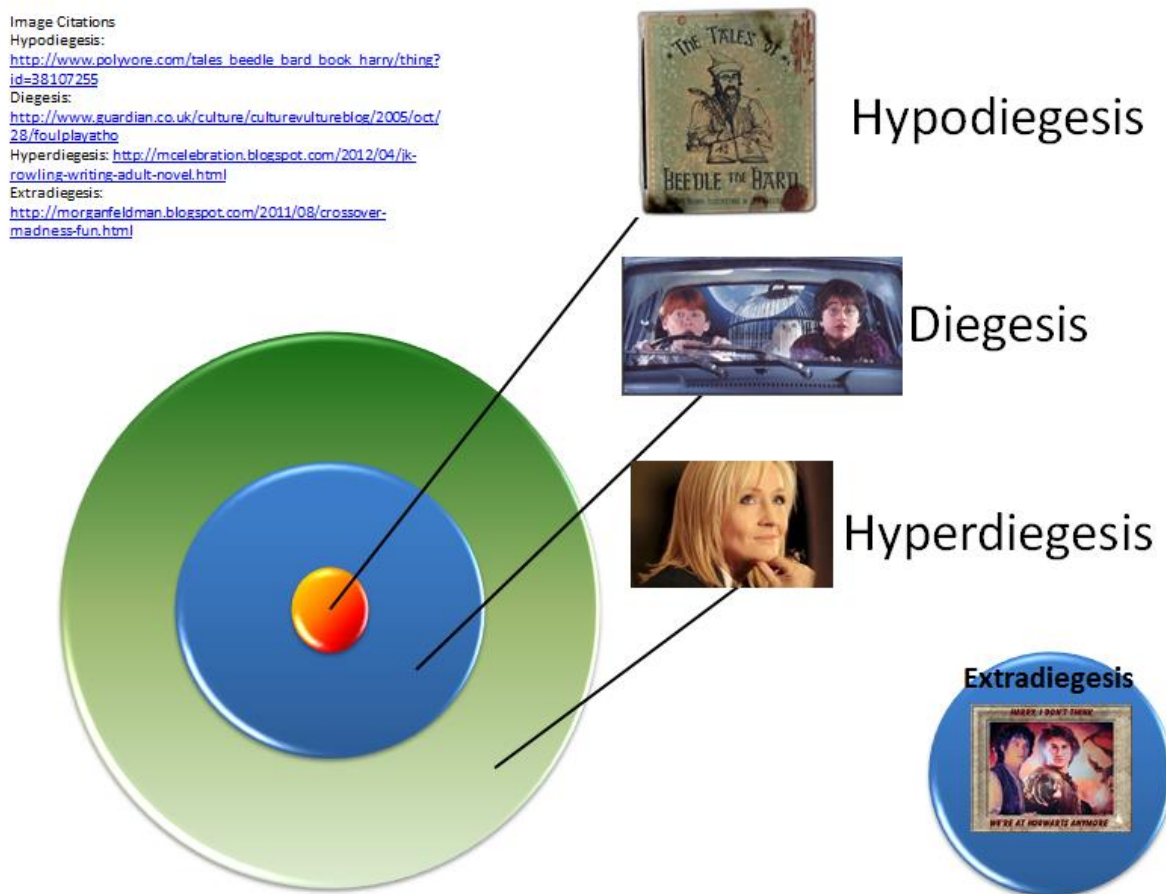 Image Citations
Hypodiegesis:
http://www.polyvore.com/tales_beedle_bard_book_harry/thing?
id=38107255
Diegesis:
http://www.guardian.co.uk/culture/culturevultureblog/2005/oct/
28/foulplayatho
Hyperdiegesis: http://mcelebration.blogspot.com/2012/04/jk-
rowling-writing-adult-novel.html
Extradiegesis:
http://morganfeldman.blogspot.com/2011/08/crossover-
madness-fun.html
THE TALES of
BEEDLE THE BARD
Hypodiegesis
Diegesis
Hyperdiegesis
Extradiegesis
HARRY, I DON'T THINK
WE'RE AT HORWARTS ANYMORE